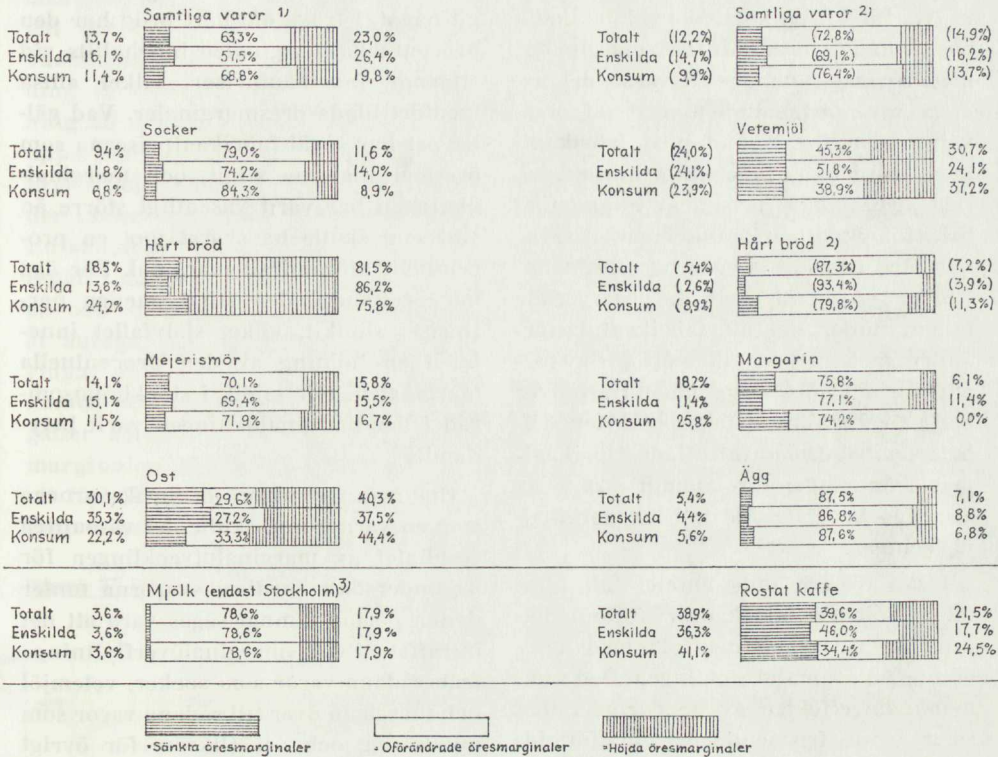 Samtliga varor 1)
Totalt 13,7% 63,3% 23,0%
Enskilda 16,1% 57,5% 26,4%
Konsum 11,4% 68,8% 19,8%
Socker
Totalt 9,4% 79,0% 11,6%
Enskilda 11,8% 74,2% 14,0%
Konsum 6,8% 84,3% 8,9%
Hårt bröd
Totalt 18,5% 81,5%
Enskilda 13,8% 86,2%
Konsum 24,2% 75,8%
Mejerismör
Totalt 14,1% 70,1% 15,8%
Enskilda 15,1% 69,4% 15,5%
Konsum 11,5% 71,9% 16,7%
Ost
Totalt 30,1% 29,6% 40,3%
Enskilda 35,3% 27,2% 37,5%
Konsum 22,2% 33,3% 44,4%
Mjölk (endast Stockholm) 3)
Totalt 3,6% 78,6% 17,9%
Enskilda 3,6% 78,6% 17,9%
Konsum 3,6% 78,6% 17,9%
Samtliga varor 2)
Totalt (12,2%) (72,8%) (14,9%)
Enskilda (14,7%) (69,1%) (16,2%)
Konsum (9,9%) (76,4%) (13,7%)
Vetemjöl
Totalt (24,0%) 45,3% 30,7%
Enskilda (24,1%) 51,8% 24,1%
Konsum (23,9%) 38,9% 37,2%
Hårt bröd 2)
Totalt (5,4%) (87,3%) (7,2%)
Enskilda (2,6%) (93,4%) (3,9%)
Konsum (8,9%) (79,8%) (11,3%)
Margarin
Totalt 18,2% 75,8% 6,1%
Enskilda 11,4% 77,1% 11,4%
Konsum 25,8% 74,2% 0,0%
Ägg
Totalt 5,4% 87,5% 7,1%
Enskilda 4,4% 86,8% 8,8%
Konsum 5,6% 87,6% 6,8%
Rostat kaffe
Totalt 38,9% 39,6% 21,5%
Enskilda 36,3% 46,0% 17,7%
Konsum 41,1% 34,4% 24,5%
=Sänkta öresmarginaler
=Oförändrade öresmarginaler
=Höjda öresmarginaler